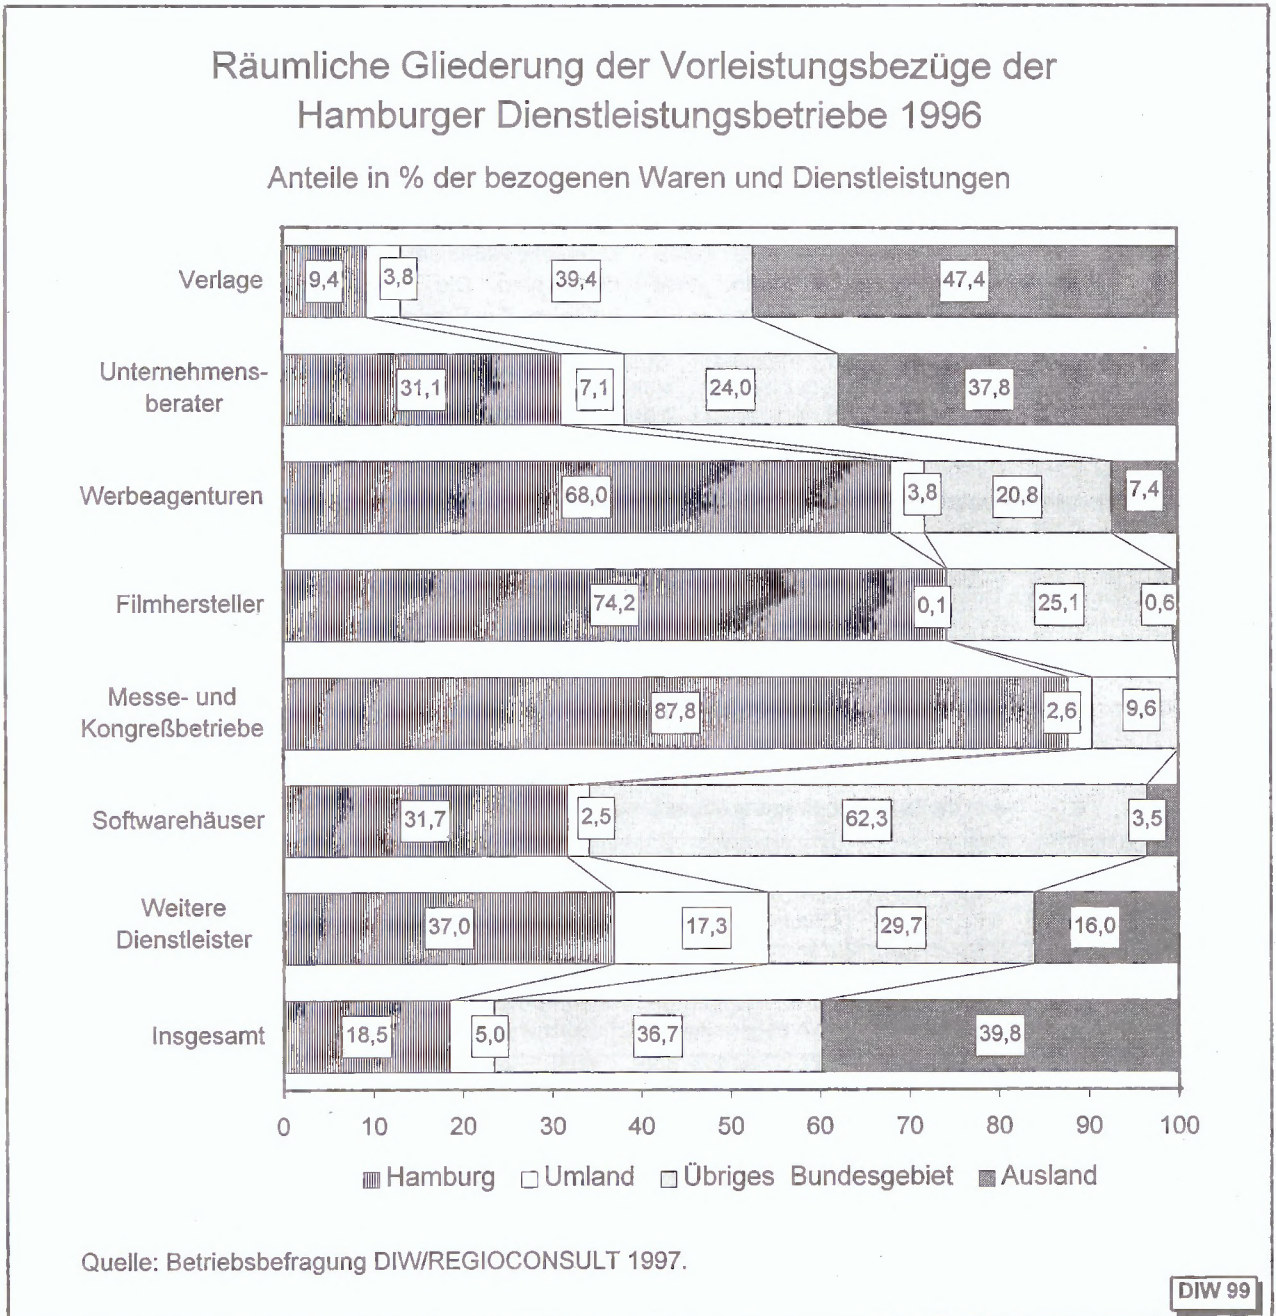 Räumliche Gliederung der Vorleistungsbezüge der
Hamburger Dienstleistungsbetriebe 1996
Anteile in % der bezogenen Waren und Dienstleistungen
Verlage 9,4 3,8 39,4 47,4
Unternehmens-
berater 31,1 7,1 24,0 37,8
Werbeagenturen 68,0 3,8 20,8 7,4
Filmhersteller 74,2 0,1 25,1 0,6
Messe- und
Kongreßbetriebe 87,8 2,6 9,6
Softwarehäuser 31,7 2,5 62,3 3,5
Weitere
Dienstleister 37,0 17,3 29,7 16,0
Insgesamt 18,5 5,0 36,7 39,8
0 10 20 30 40 50 60 70 80 90 100
Hamburg Umland Übriges Bundesgebiet Ausland
Quelle: Betriebsbefragung DIW/REGIOCONSULT 1997.
DIW 99